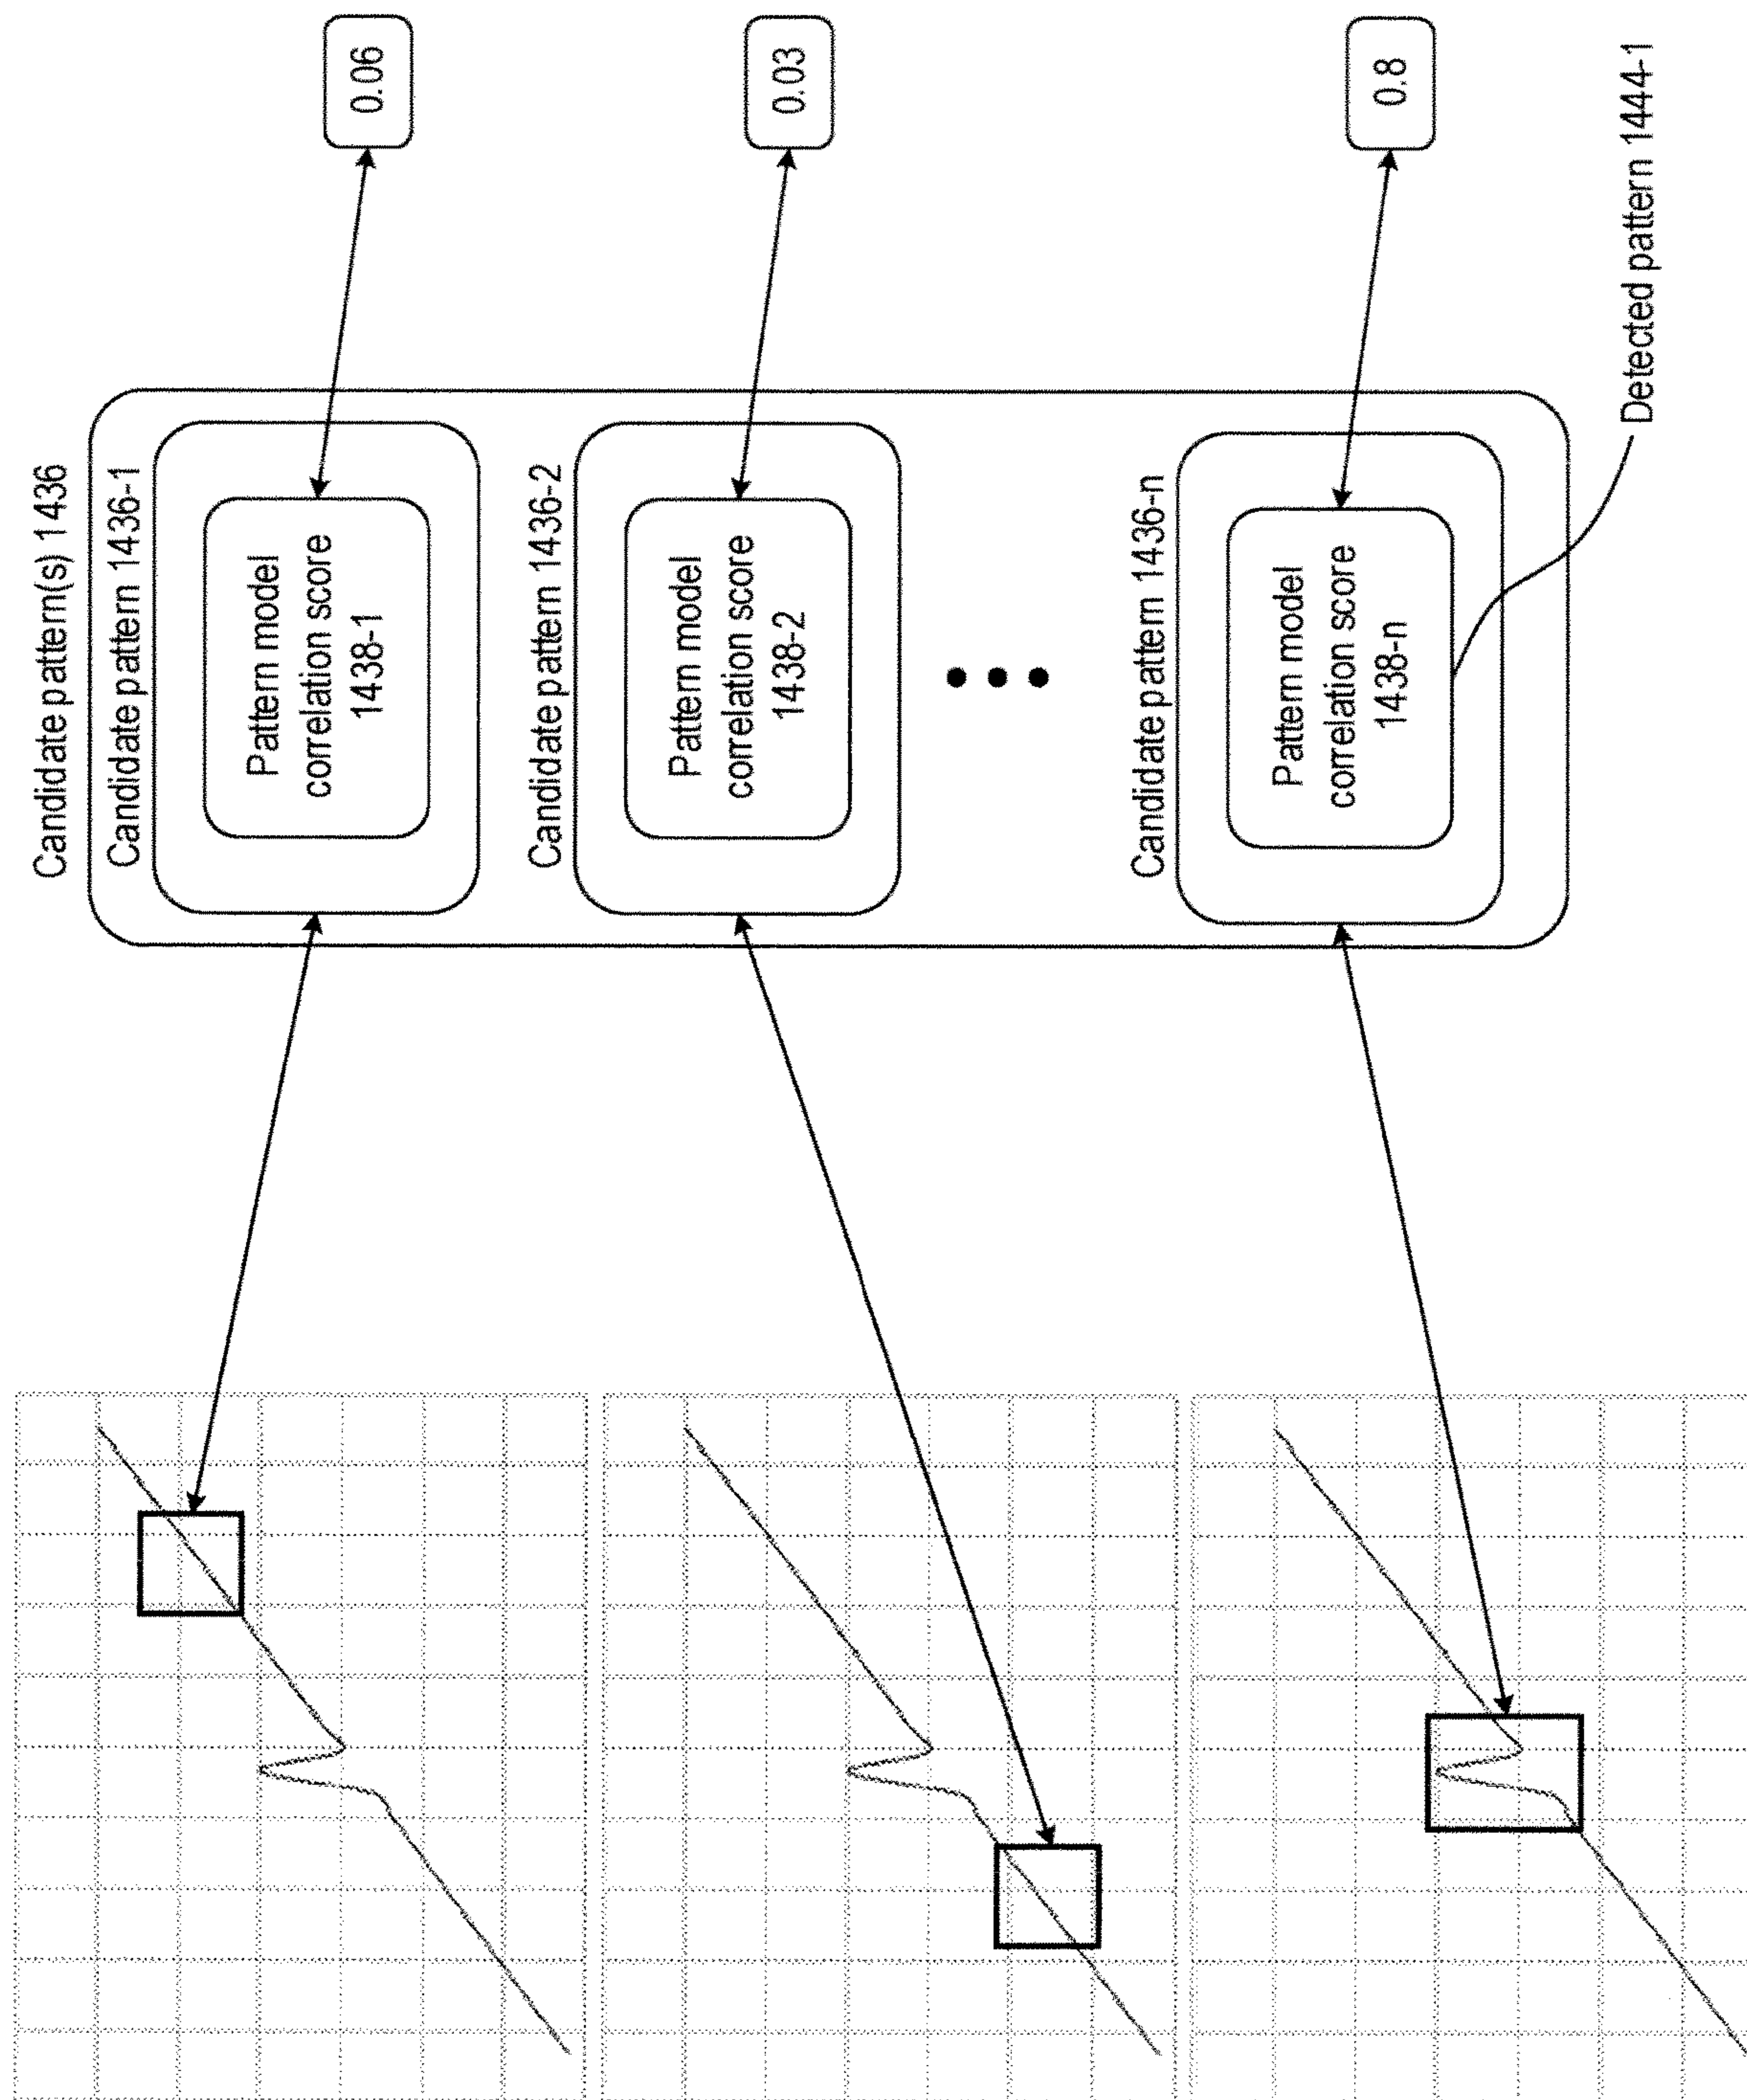 Candidate pattern(s) 1436
Candidate pattern 1436-1
Pattern model
correlation score
1438-1
0.06
Candidate pattern 1436-2
Pattern model
correlation score
1438-2
0.03
Candidate pattern 1436-n
Pattern model
correlation score
1438-n
0.8
Detected pattern 1444-1